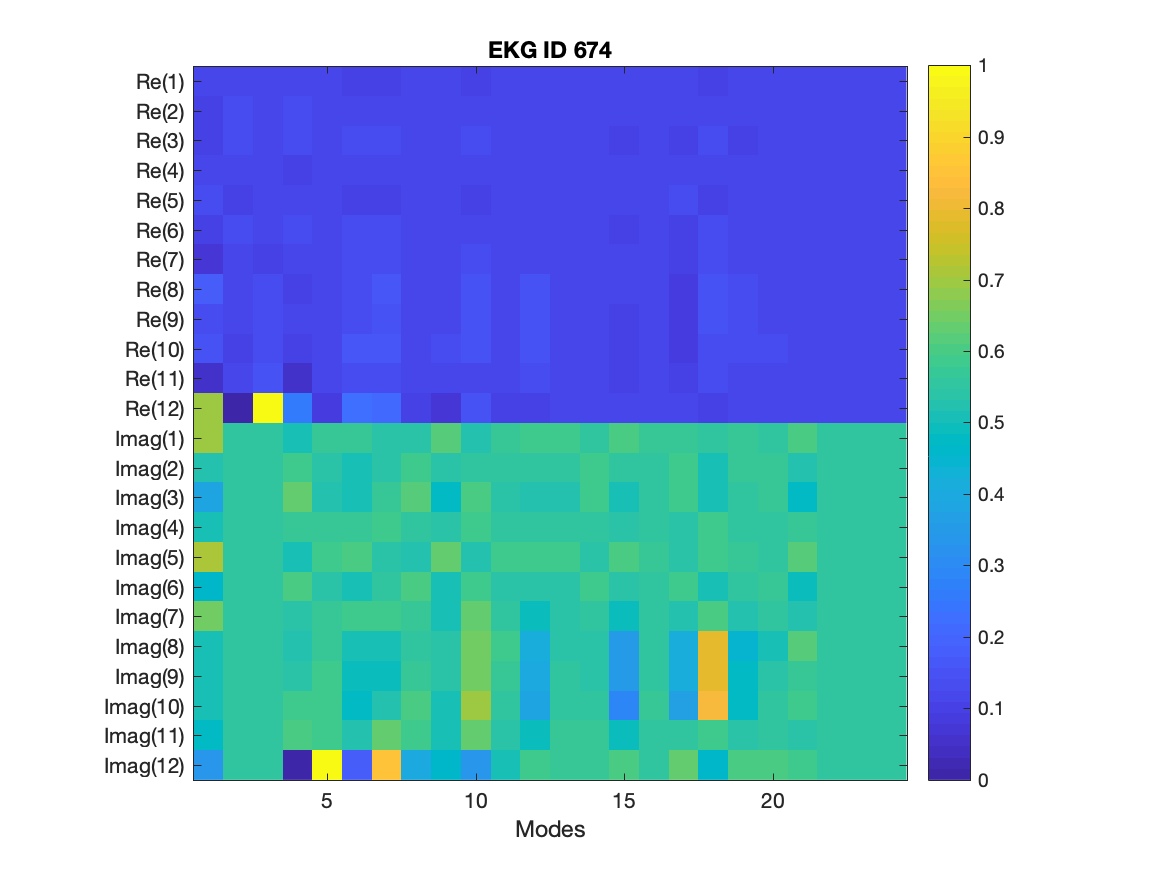 EKG ID 674
Re(1)
Re(2)
Re(3)
Re(4)
Re(5)
Re(6)
Re(7)
Re(8)
Re(9)
Re(10)
Re(11)
Re(12)
Imag(1)
Imag(2)
Imag(3)
Imag(4)
Imag(5)
Imag(6)
Imag(7)
Imag(8)
Imag(9)
Imag(10)
Imag(11)
Imag(12)
5 10 15 20
Modes
1
0.9
0.8
0.7
0.6
0.5
0.4
0.3
0.2
0.1
0